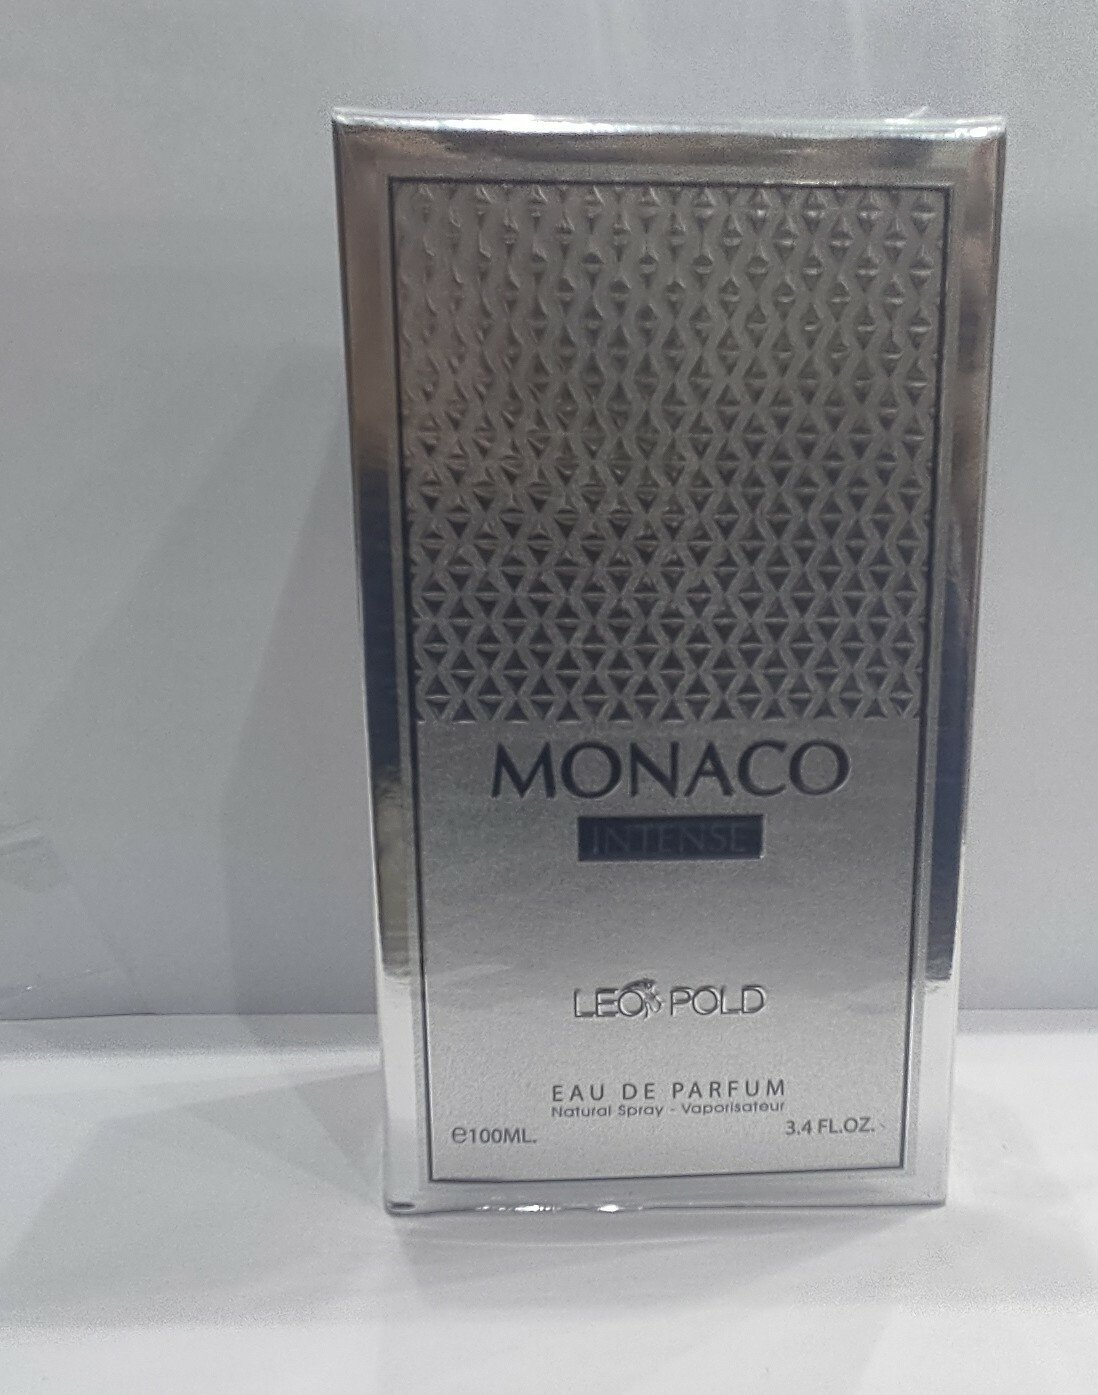 MONACO
INTENSE
LEOPOLD
EAU DE PARFUM
Natural Spray - Vaporisateur
℮100ML.
3.4 FL.OZ.